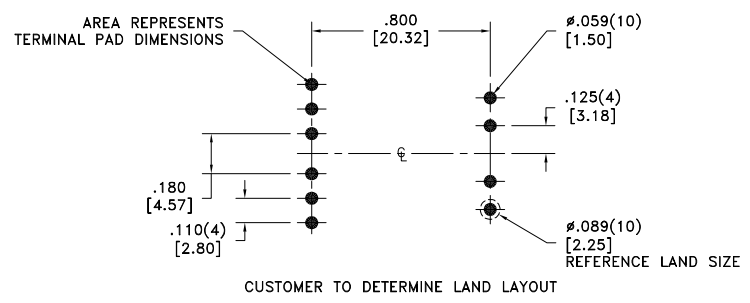 AREA REPRESENTS
TERMINAL PAD DIMENSIONS
.800
[20.32]
ø.059(10)
[1.50]
.125(4)
[3.18]
℄
.180
[4.57]
.110(4)
[2.80]
ø.089(10)
[2.25]
REFERENCE LAND SIZE
CUSTOMER TO DETERMINE LAND LAYOUT